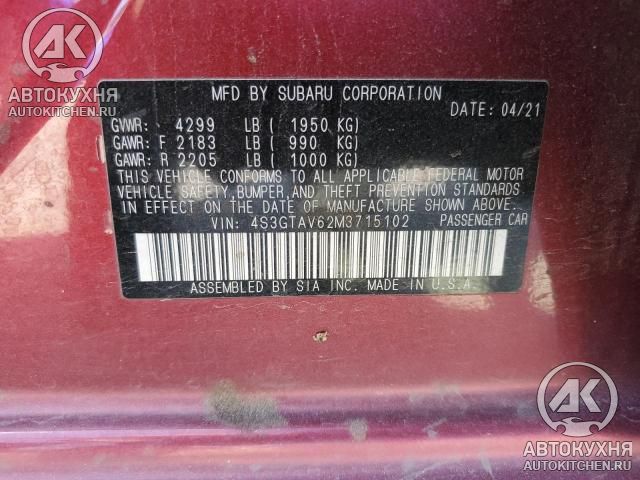 АК
АВТОКУХНЯ
AUTOKITCHEN.RU
MFD BY SUBARU CORPORATION
DATE: 04/21
GVWR: 4299 LB ( 1950 KG)
GAWR: F 2183 LB ( 990 KG)
GAWR: R 2205 LB ( 1000 KG)
THIS VEHICLE CONFORMS TO ALL APPLICABLE FEDERAL MOTOR
VEHICLE SAFETY, BUMPER, AND THEFT PREVENTION STANDARDS
IN EFFECT ON THE DATE OF MANUFACTURE SHOWN ABOVE.
VIN: 4S3GTAV62M3715102 PASSENGER CAR
ASSEMBLED BY SIA INC. MADE IN U.S.A.
АК
АВТОКУХНЯ
AUTOKITCHEN.RU